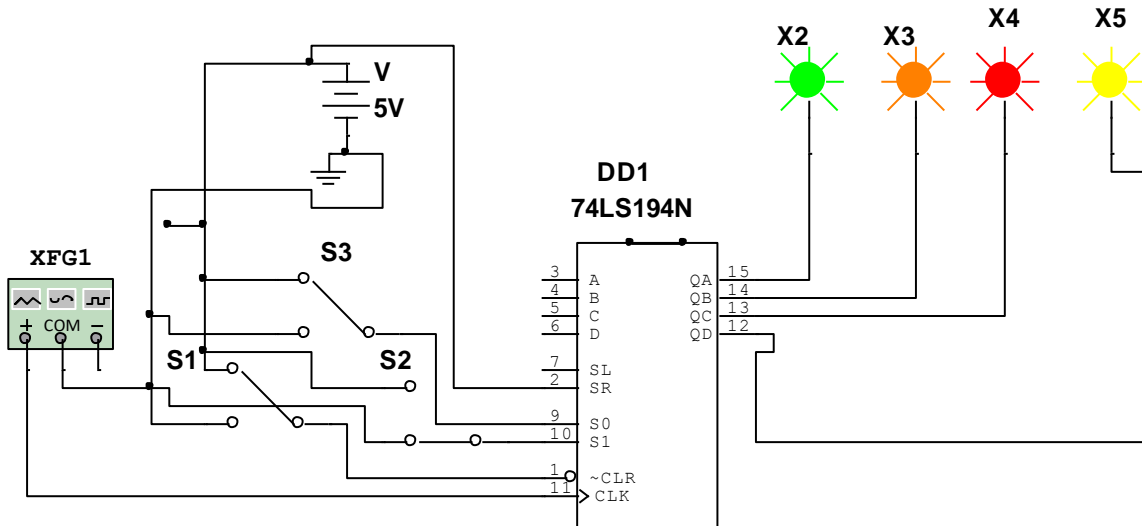 X2 X3 X4 X5
V
5V
DD1
74LS194N
XFG1
+ COM −
S3
S1 S2
3 A QA 15
4 B QB 14
5 C QC 13
6 D QD 12
7 SL
2 SR
9 S0
10 S1
1 ~CLR
11 CLK